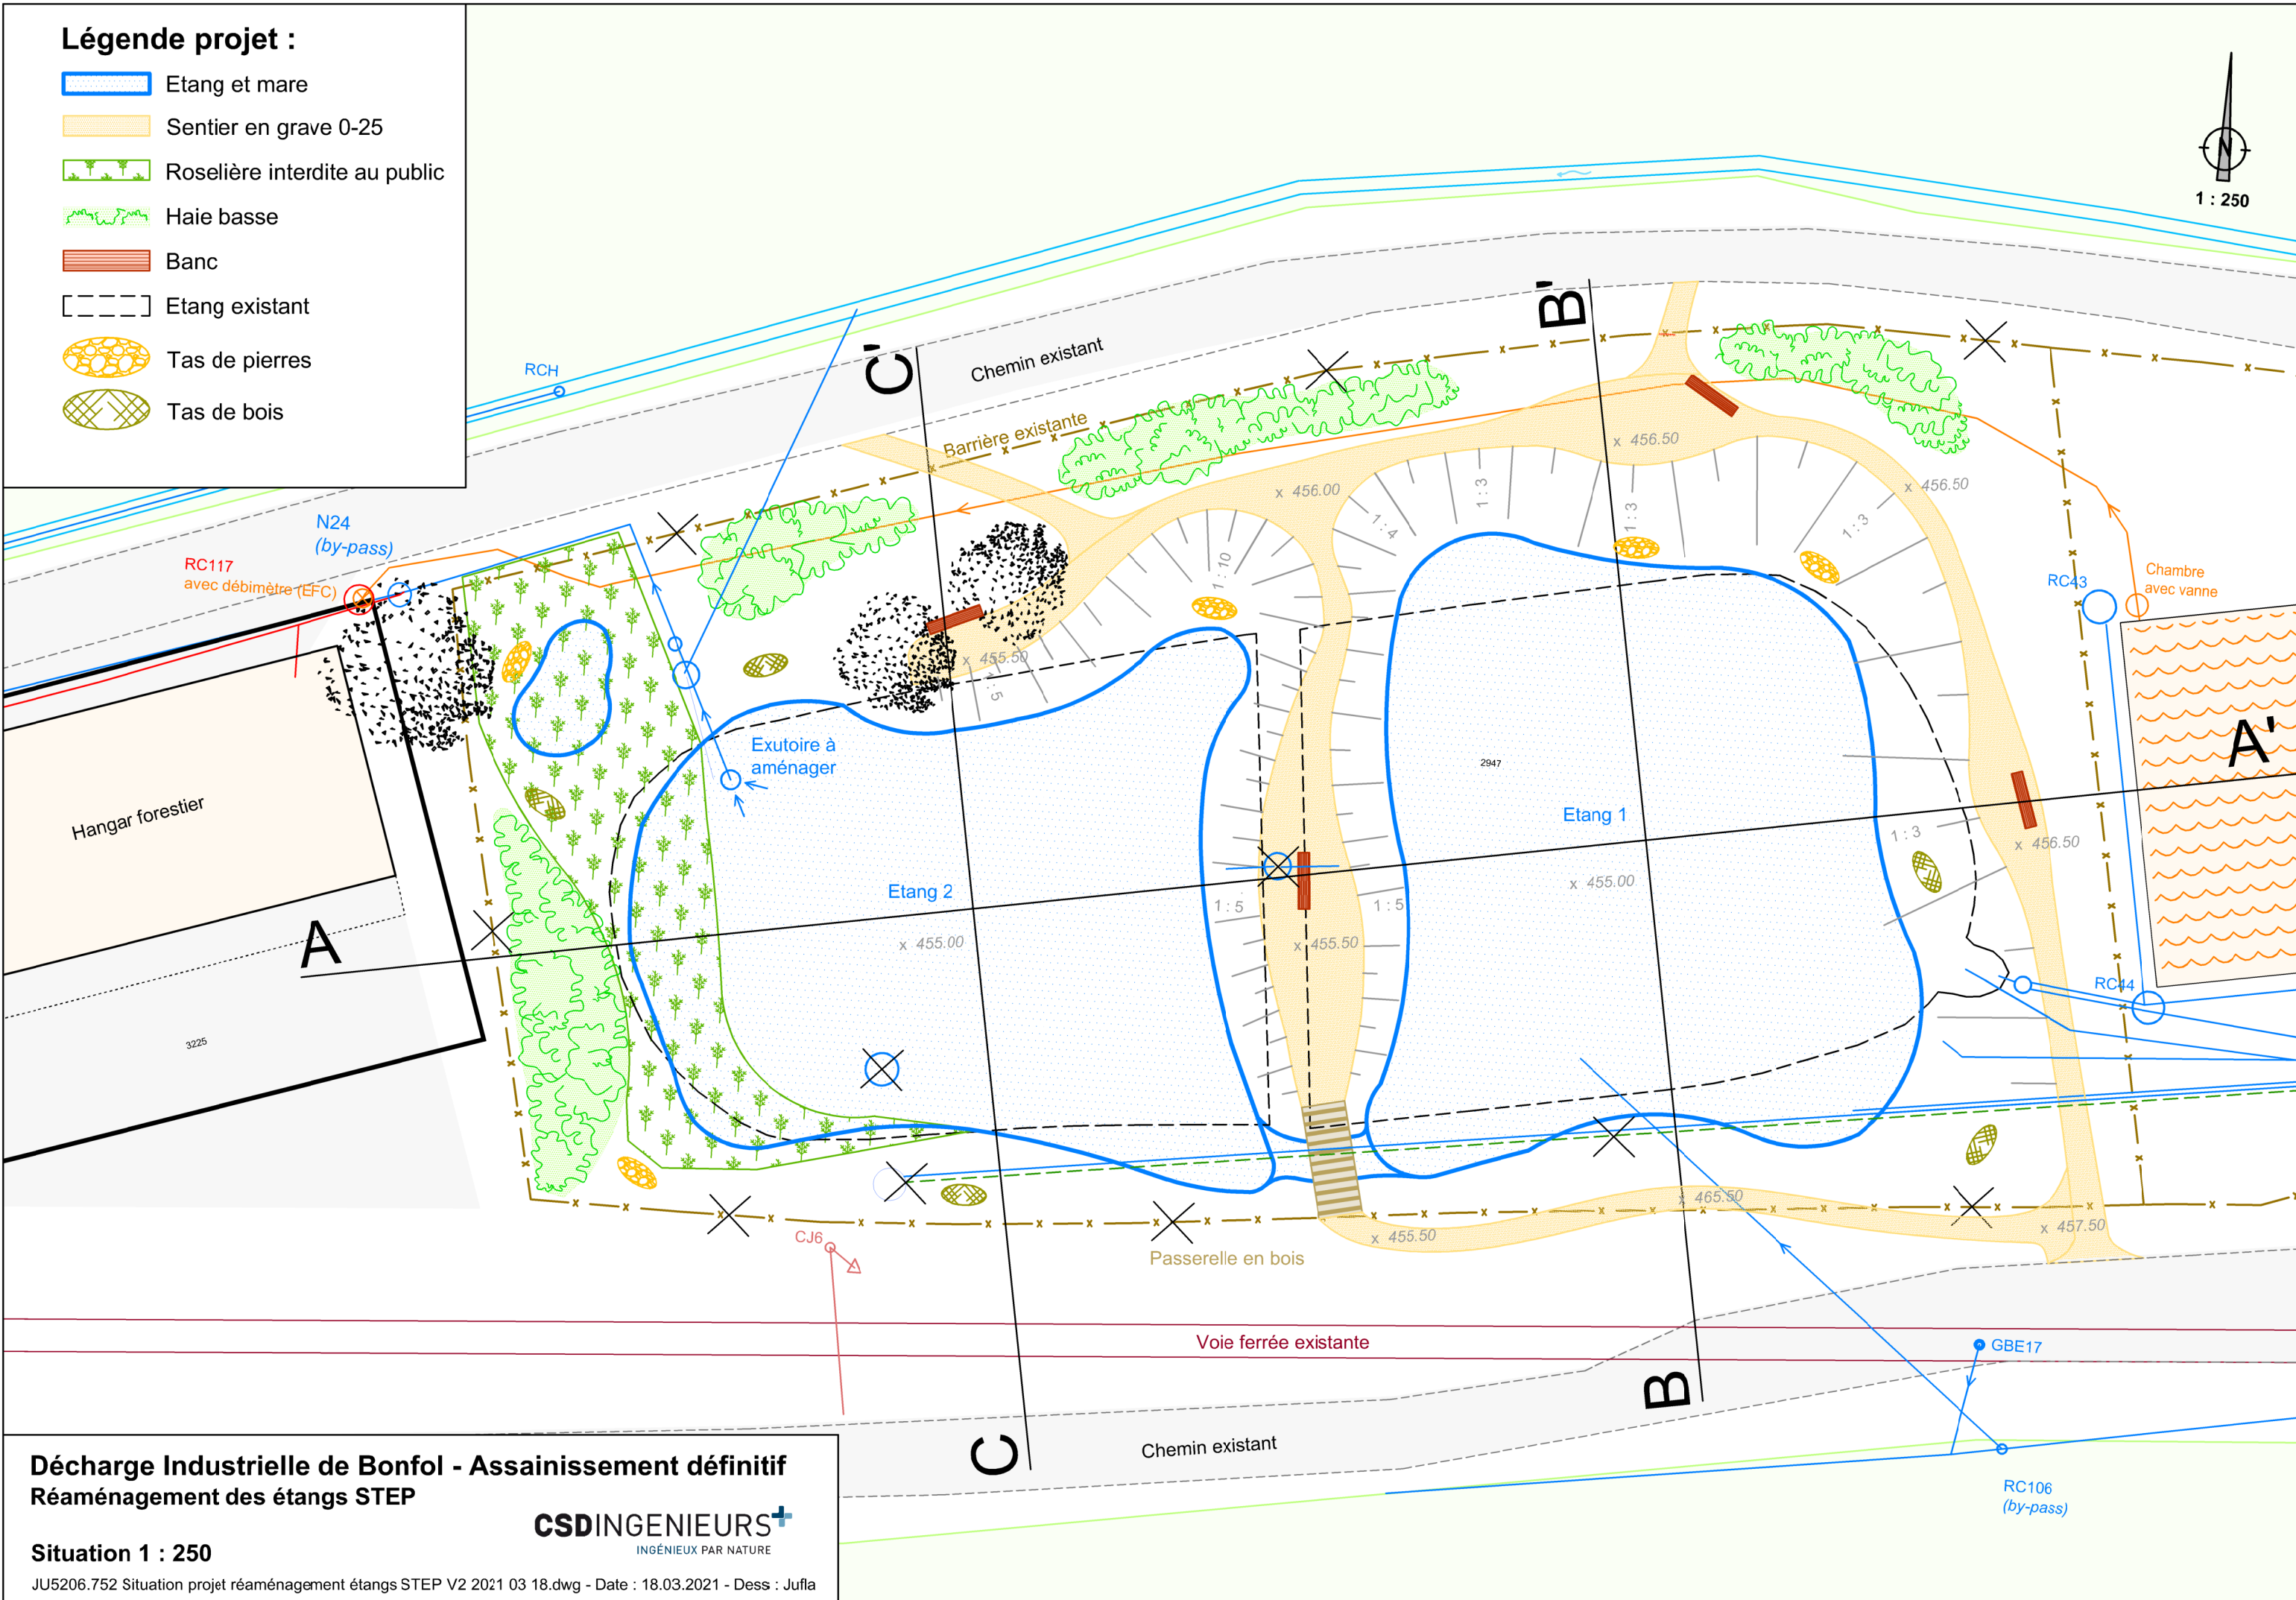 Légende projet :
Etang et mare
Sentier en grave 0-25
Roselière interdite au public
Haie basse
Banc
Etang existant
Tas de pierres
Tas de bois
N
1 : 250
RCH
C'
Chemin existant
B'
Barrière existante
x 456.50
x 456.00
x 456.50
1 : 3
1 : 4
1 : 3
1 : 3
1 : 10
N24
(by-pass)
RC117
avec débimètre (EFC)
RC43
Chambre
avec vanne
x 455.50
1 : 5
Exutoire à
aménager
2947
A'
Hangar forestier
Etang 1
1 : 3
x 456.50
Etang 2
x 455.00
1 : 5
1 : 5
A
x 455.00
x 455.50
RC44
3225
x 465.50
x 455.50
x 457.50
CJ6
Passerelle en bois
Voie ferrée existante
GBE17
B
C
Chemin existant
RC106
(by-pass)
Décharge Industrielle de Bonfol - Assainissement définitif
Réaménagement des étangs STEP
CSDINGENIEURS
INGÉNIEUX PAR NATURE
Situation 1 : 250
JU5206.752 Situation projet réaménagement étangs STEP V2 2021 03 18.dwg - Date : 18.03.2021 - Dess : Jufla